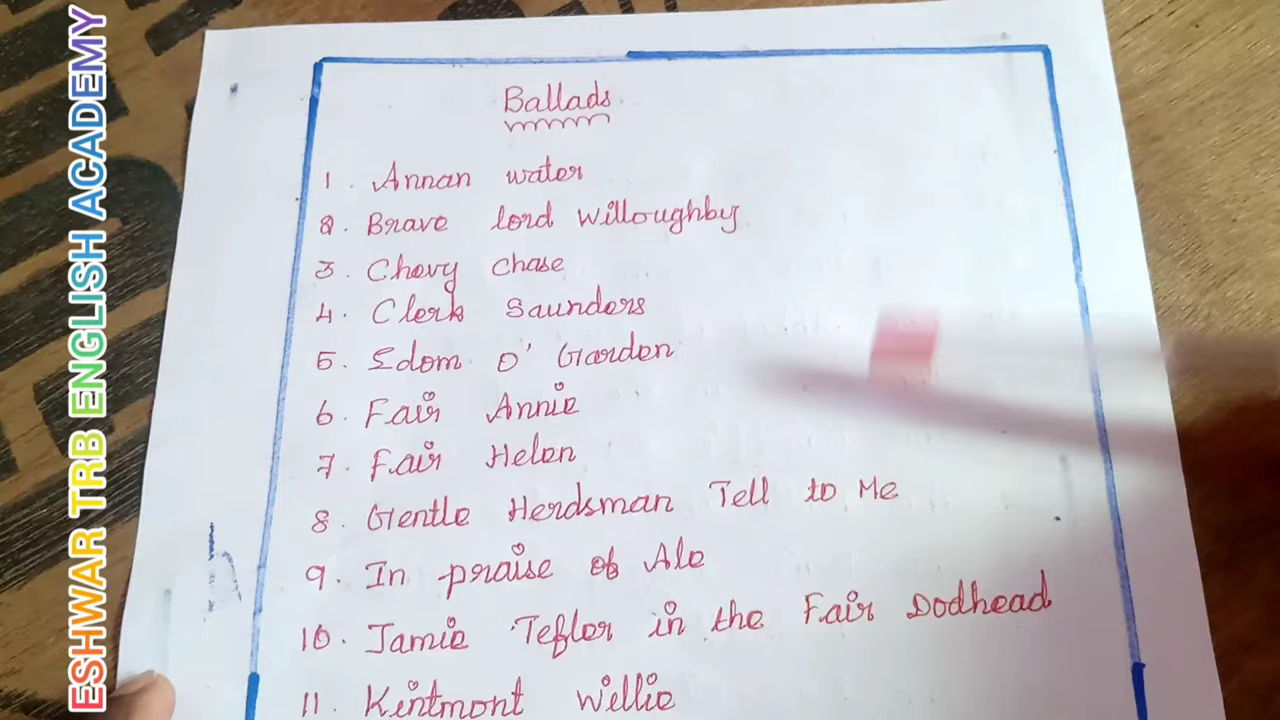 ESHWAR TRB ENGLISH ACADEMY
Ballads
1. Annan water
2. Brave lord Willoughby
3. Chevy chase
4. Clerk Saunders
5. Edom O' Garden
6. Fair Annie
7. Fair Helen
8. Gentle Herdsman Tell to Me
9. In praise of Ale
10. Jamie Tefler in the Fair Dodhead
11. Kintmont Willie